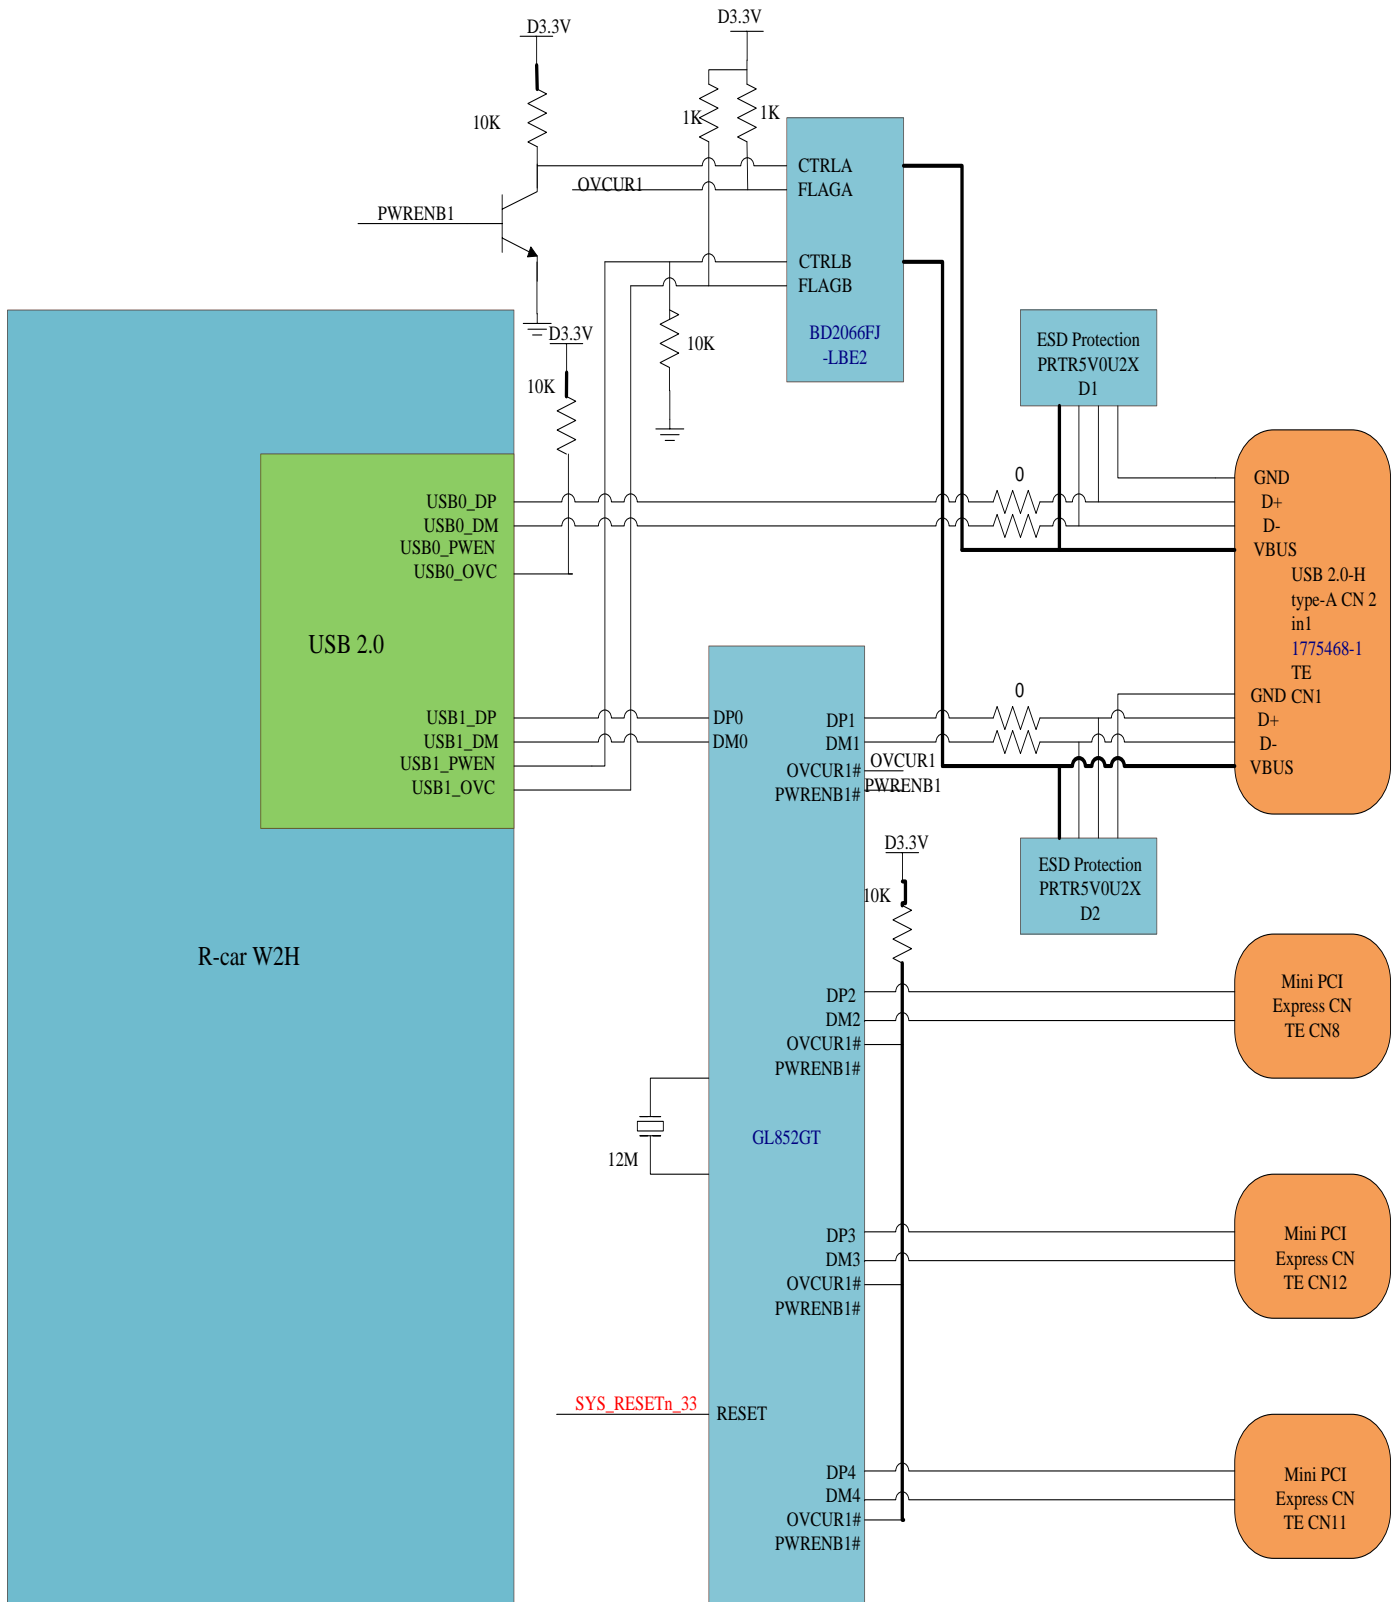 D3.3V
D3.3V
10K
1K
1K
CTRLA
FLAGA
OVCUR1
PWRENB1
CTRLB
FLAGB
BD2066FJ
-LBE2
D3.3V
10K
10K
ESD Protection
PRTR5V0U2X
D1
USB0_DP
USB0_DM
USB0_PWEN
USB0_OVC
USB 2.0
USB1_DP
USB1_DM
USB1_PWEN
USB1_OVC
R-car W2H
0
GND
D+
D-
VBUS
USB 2.0-H
type-A CN 2
in1
1775468-1
TE
CN1
GND
D+
D-
VBUS
0
DP0
DM0
DP1
DM1
OVCUR1#
OVCUR1
PWRENB1#
PWRENB1
D3.3V
10K
ESD Protection
PRTR5V0U2X
D2
DP2
DM2
OVCUR1#
PWRENB1#
Mini PCI
Express CN
TE CN8
12M
GL852GT
DP3
DM3
OVCUR1#
PWRENB1#
Mini PCI
Express CN
TE CN12
SYS_RESETn_33
RESET
DP4
DM4
OVCUR1#
PWRENB1#
Mini PCI
Express CN
TE CN11